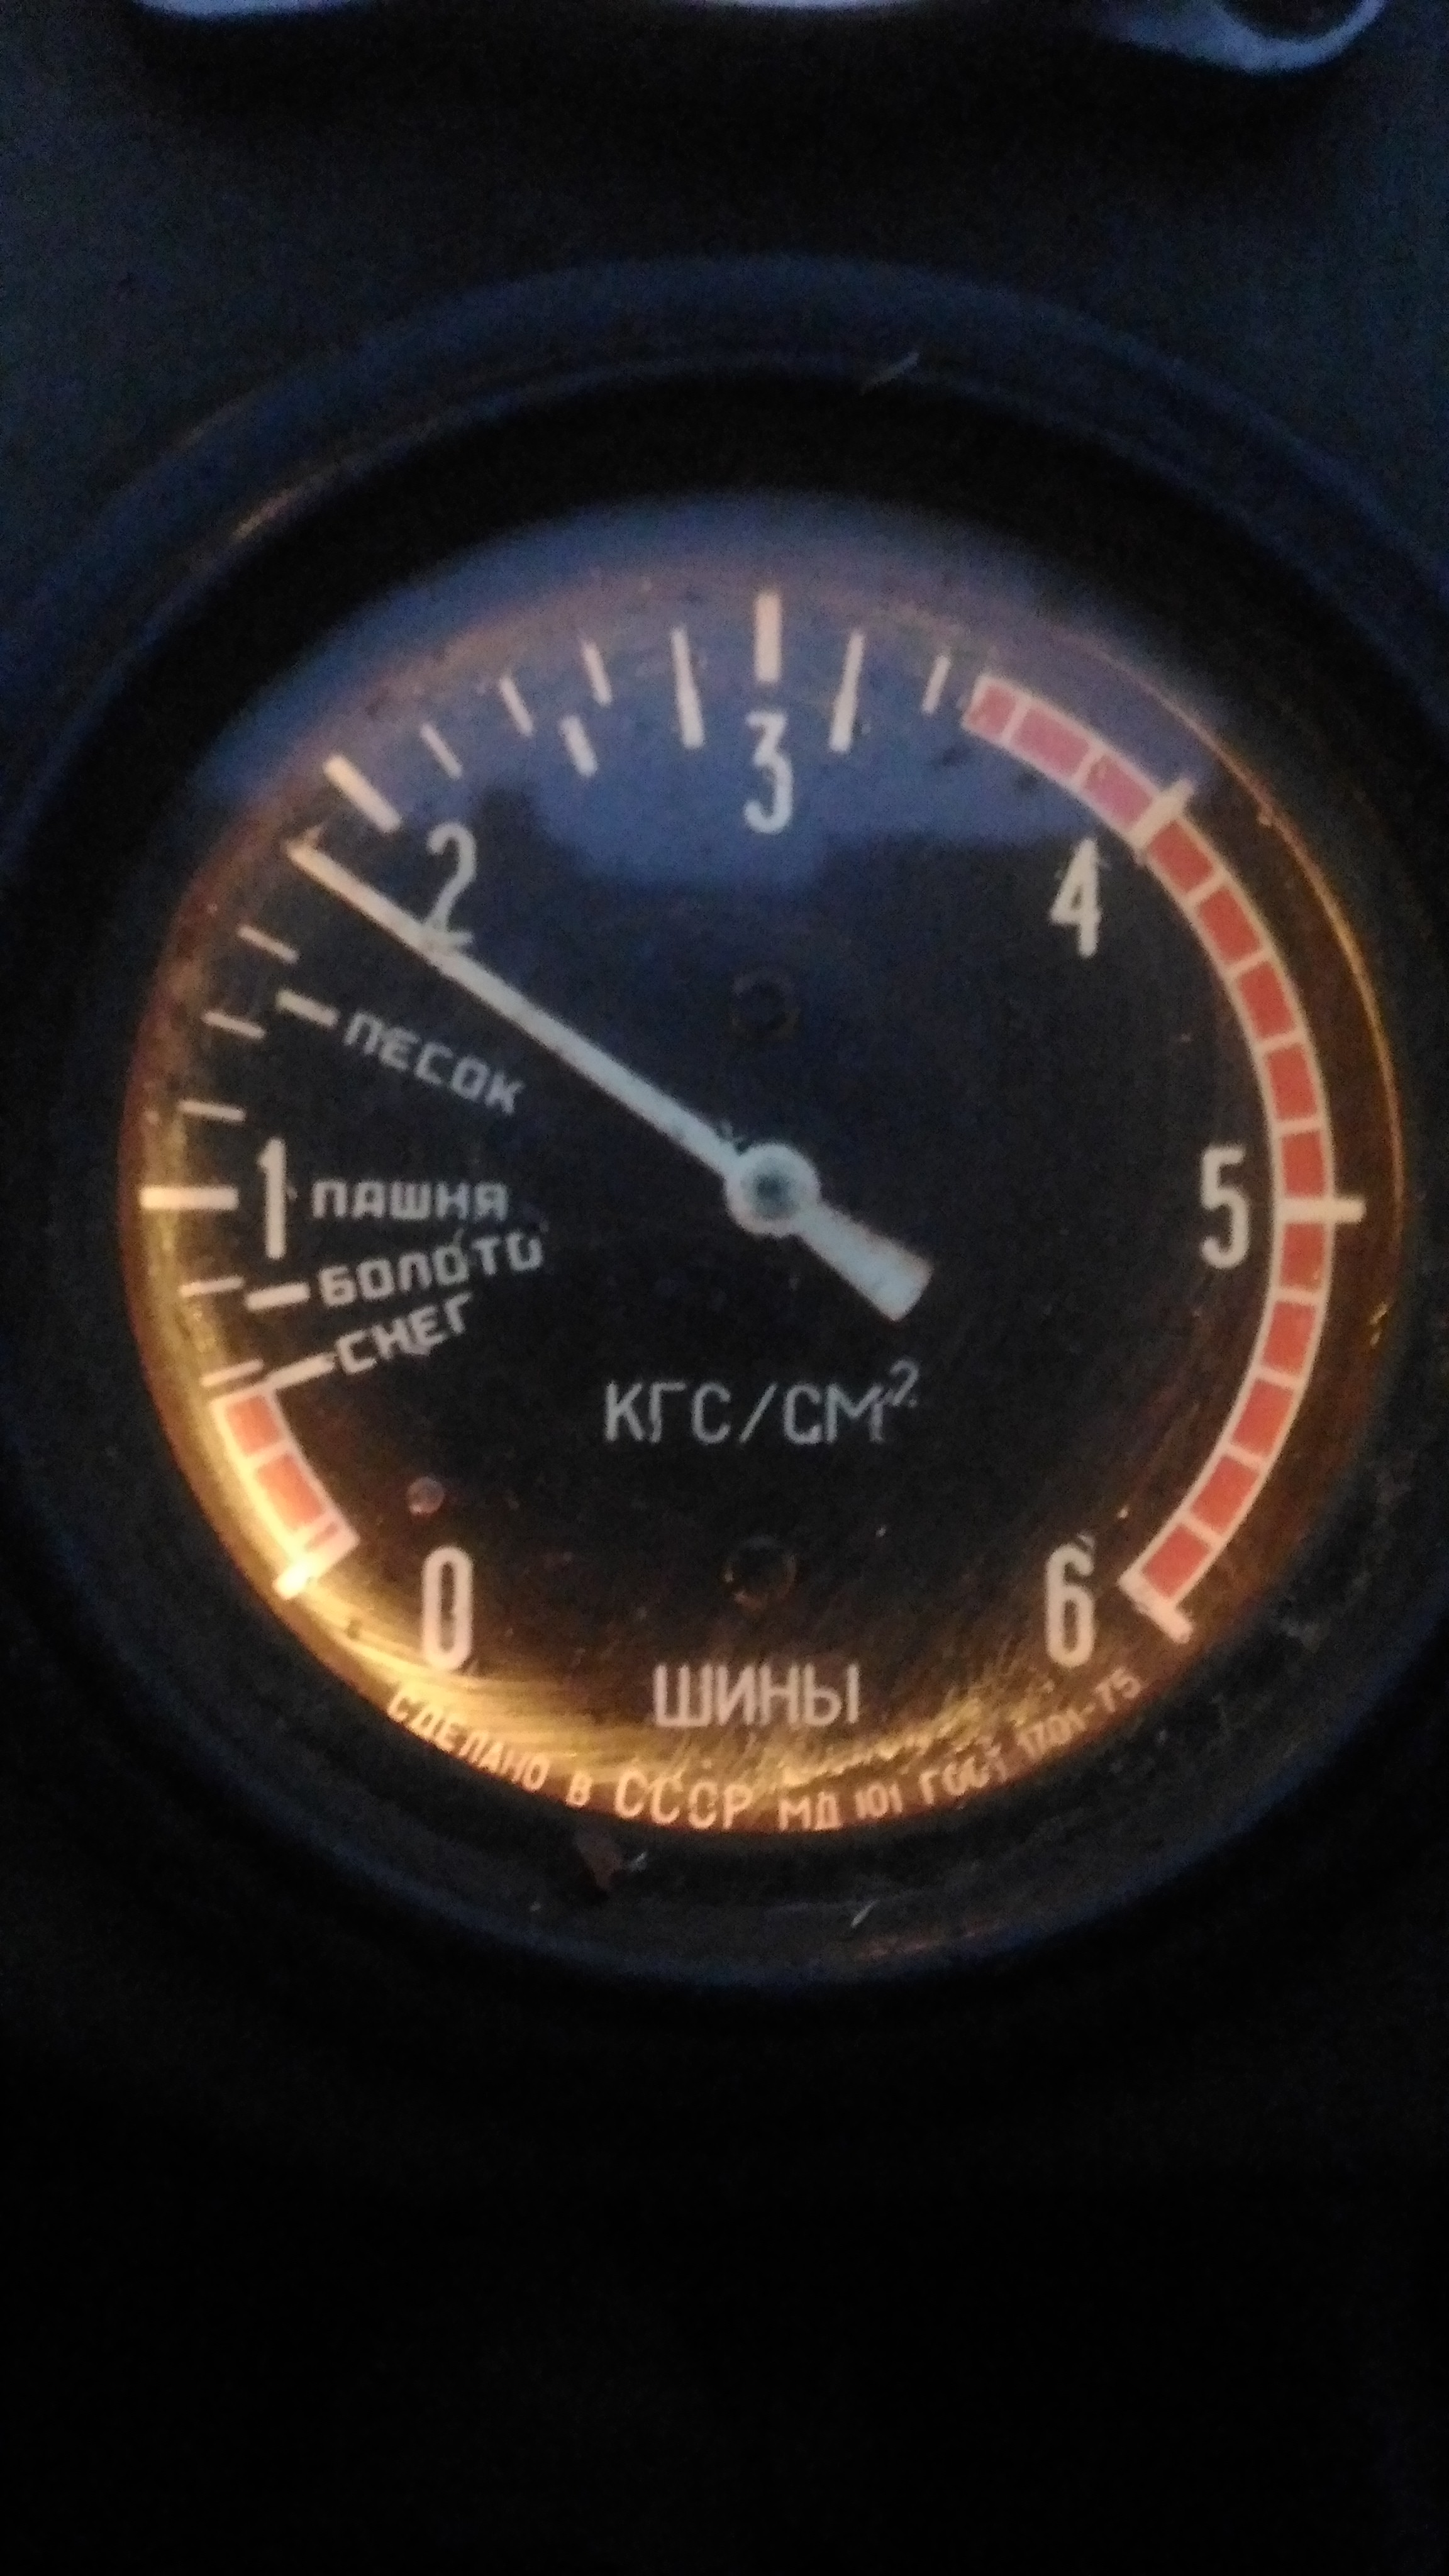 3
2
4
ПЕСОК
1
ПАШНЯ
5
БОЛОТО
СНЕГ
КГС/СМ²
0
6
ШИНЫ
СДЕЛАНО В СССР МД 101 ГОСТ 1701-75